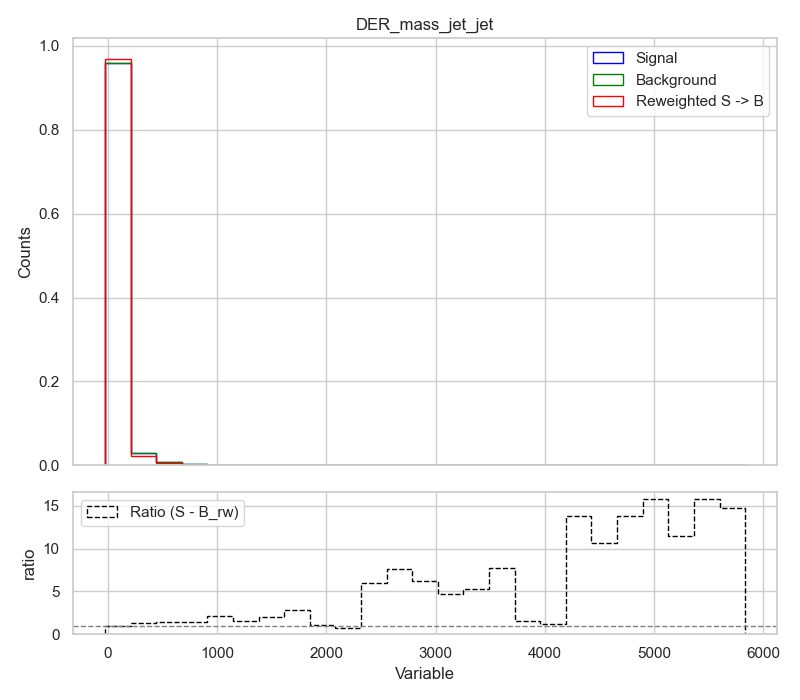 DER_mass_jet_jet
1.0
0.8
0.6
0.4
0.2
0.0
Counts
Signal
Background
Reweighted S -> B
15
10
5
0
ratio
Ratio (S - B_rw)
0
1000
2000
3000
4000
5000
6000
Variable